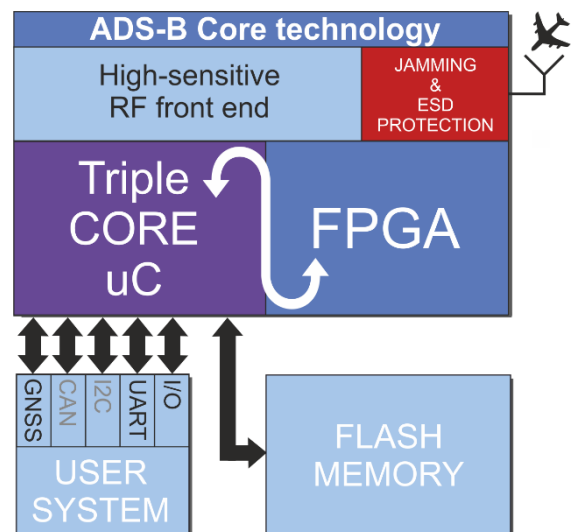 ADS-B Core technology
High-sensitive
RF front end
JAMMING
&
ESD
PROTECTION
Triple
CORE
uC
FPGA
GNSS
CAN
I2C
UART
I/O
USER
SYSTEM
FLASH
MEMORY